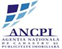 ANCPI
AGENȚIA NAȚIONALĂ
DE CADASTRU ȘI
PUBLICITATE IMOBILIARĂ